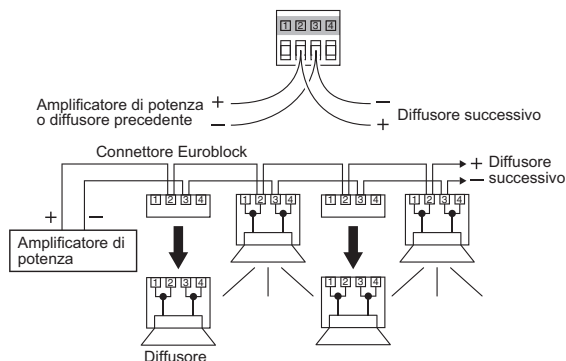 1 2 3 4
+
−
Amplificatore di potenza
o diffusore precedente
−
+
Diffusore successivo
Connettore Euroblock
+ Diffusore
− successivo
1 2 3 4
1 2 3 4
1 2 3 4
1 2 3 4
+ −
Amplificatore di
potenza
1 2 3 4
1 2 3 4
Diffusore